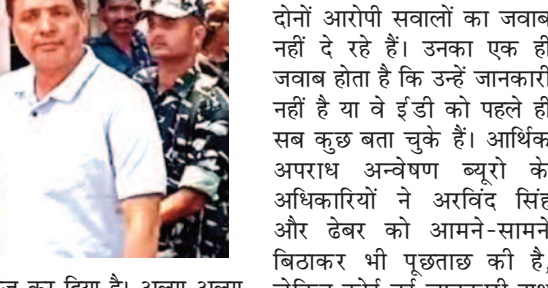 दोनों आरोपी सवालों का जवाब
नहीं दे रहे हैं। उनका एक ही
जवाब होता है कि उन्हें जानकारी
नहीं है या वे ईडी को पहले ही
सब कुछ बता चुके हैं। आर्थिक
अपराध अन्वेषण ब्यूरो के
अधिकारियों ने अरविंद सिंह
और ढेबर को आमने-सामने
बिठाकर भी पूछताछ की है,